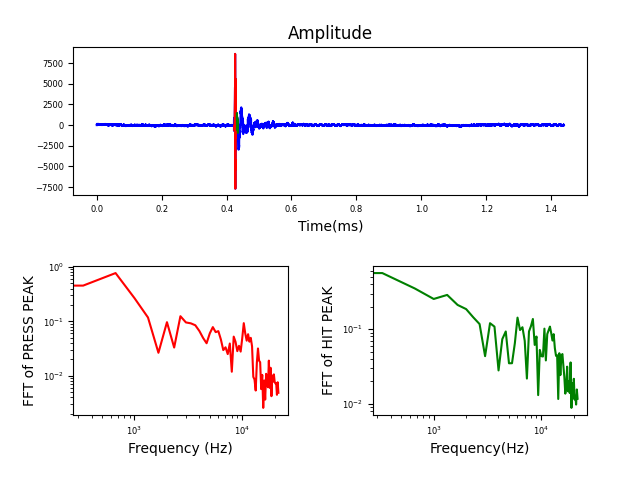 Amplitude
7500
5000
2500
0
−2500
−5000
−7500
0.0 0.2 0.4 0.6 0.8 1.0 1.2 1.4
Time(ms)
FFT of PRESS PEAK
10⁰
10⁻¹
10⁻²
10³ 10⁴
Frequency (Hz)
FFT of HIT PEAK
10⁻¹
10⁻²
10³ 10⁴
Frequency(Hz)